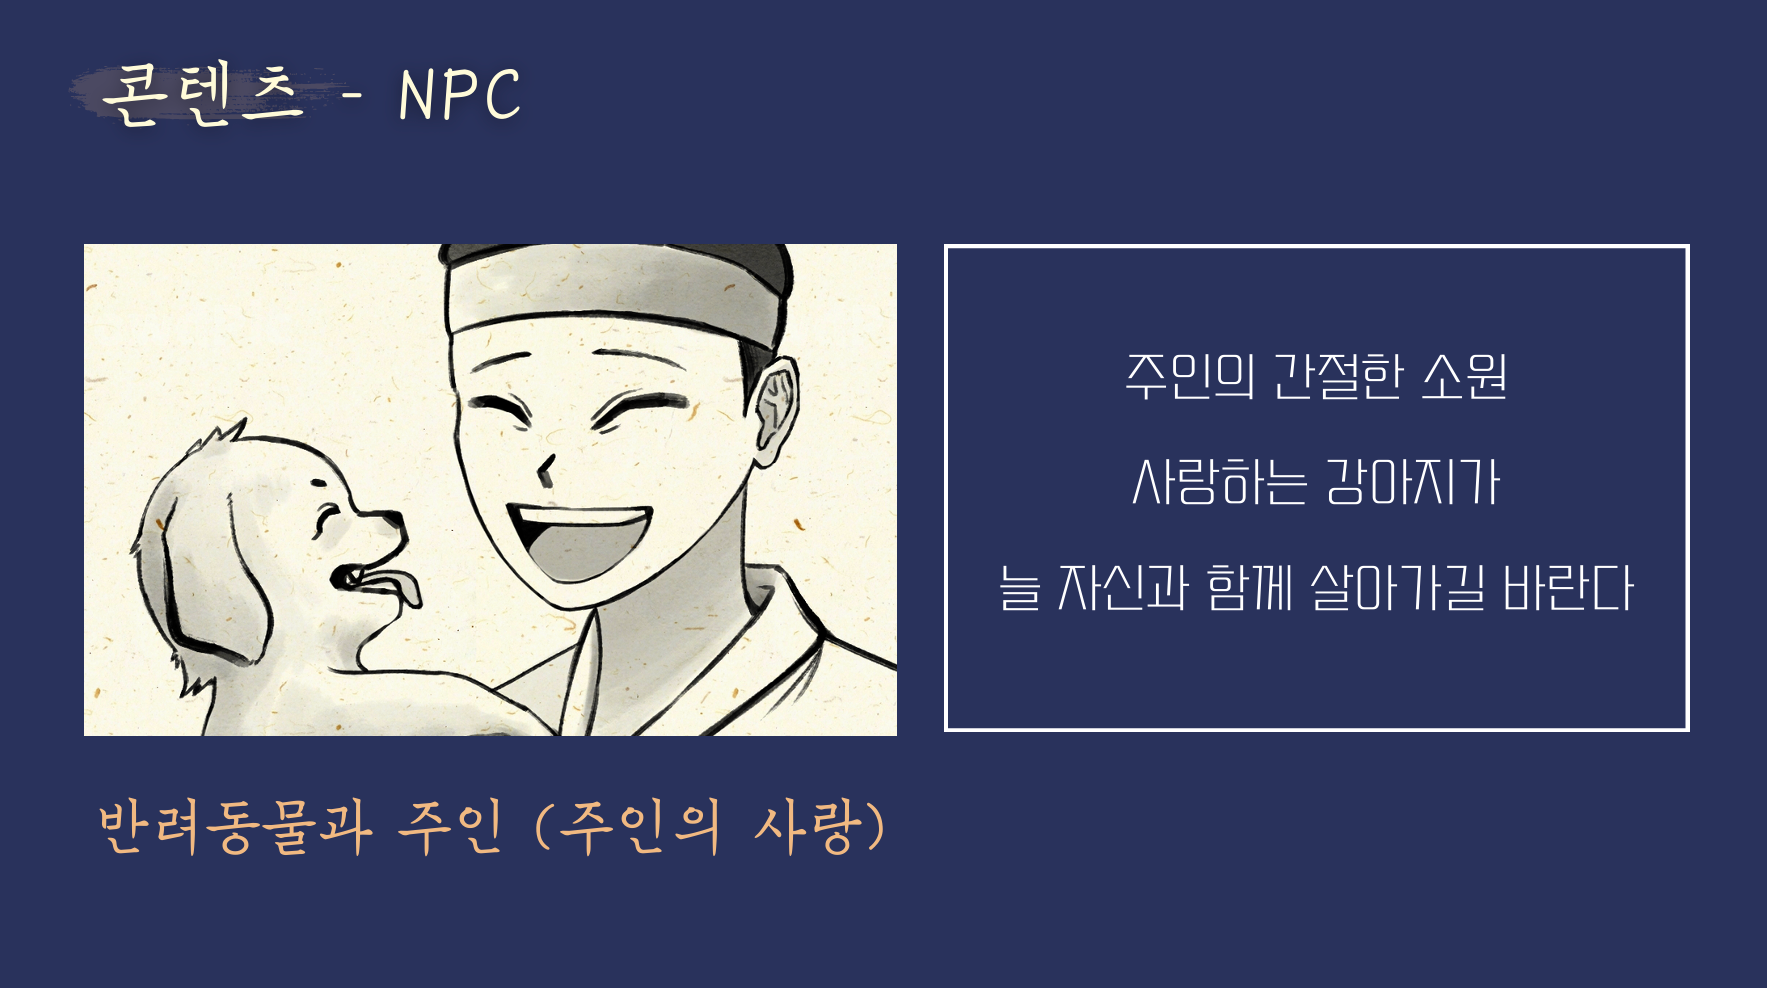 콘텐츠 - NPC
주인의 간절한 소원
사랑하는 강아지가
늘 자신과 함께 살아가길 바란다
반려동물과 주인 (주인의 사랑)